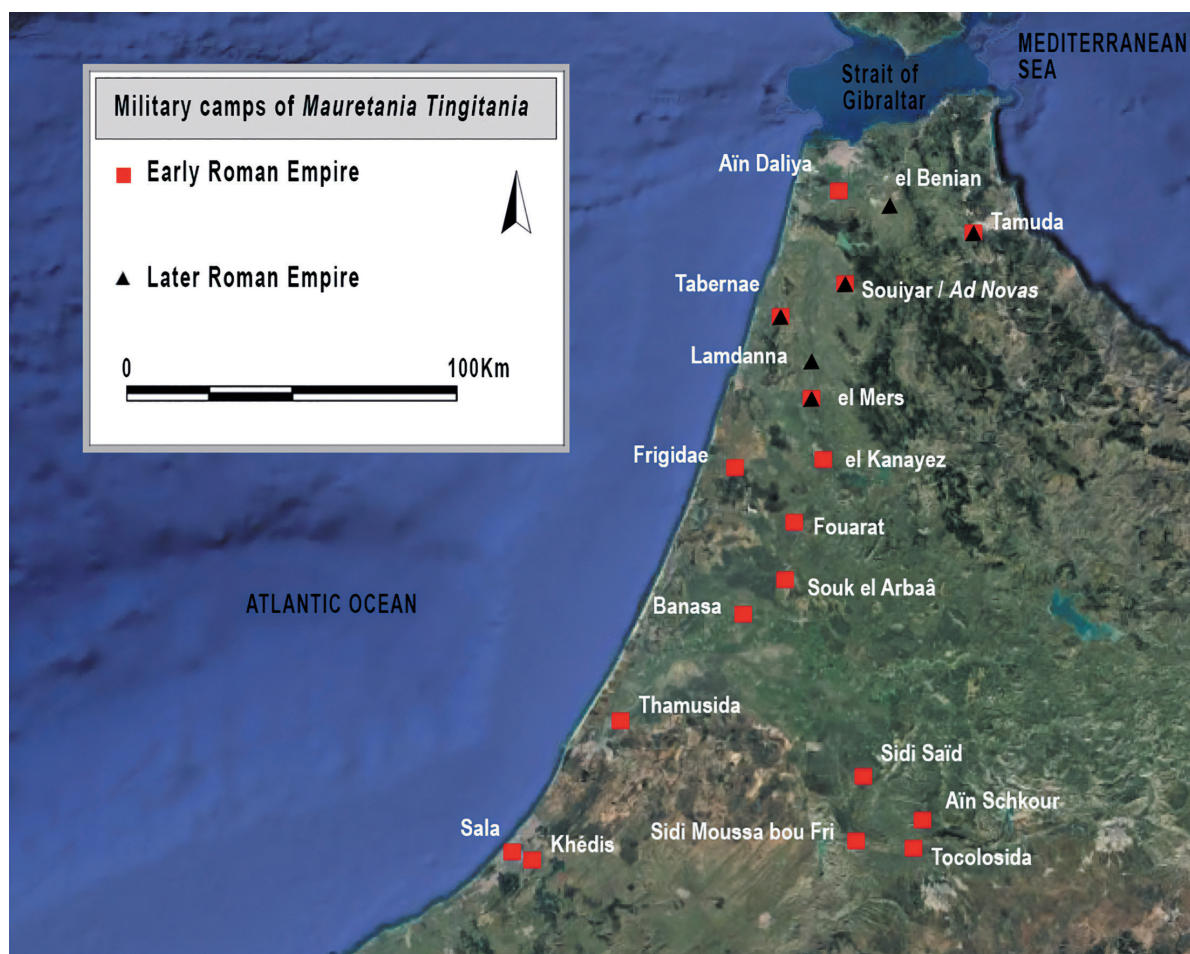 MEDITERRANEAN
SEA
Strait of
Gibraltar
Military camps of Mauretania Tingitania
Early Roman Empire
Later Roman Empire
0 100Km
Aïn Daliya
el Benian
Tamuda
Tabernae
Souiyar / Ad Novas
Lamdanna
el Mers
Frigidae
el Kanayez
Fouarat
Souk el Arbaâ
ATLANTIC OCEAN
Banasa
Thamusida
Sidi Saïd
Aïn Schkour
Sala
Khédis
Sidi Moussa bou Fri
Tocolosida